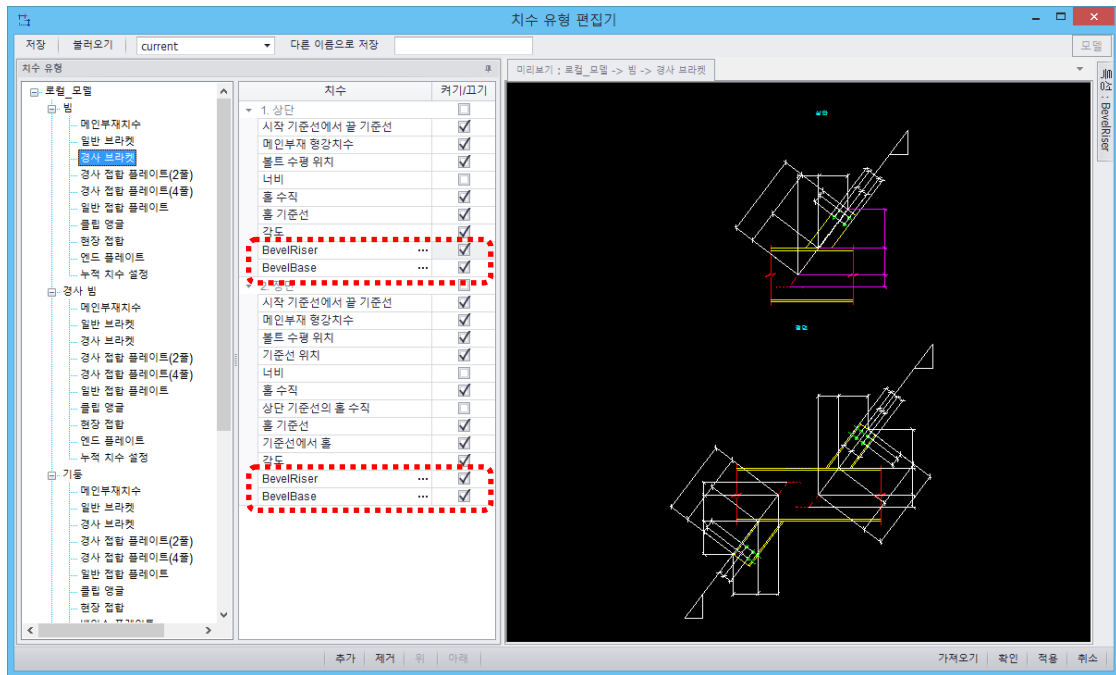 치수 유형 편집기
저장 불러오기 current 다른 이름으로 저장 모델
치수 유형
로컬_모델
빔
메인부재치수
일반 브라켓
경사 브라켓
경사 접합 플레이트(2풀)
경사 접합 플레이트(4풀)
일반 접합 플레이트
클립 앵글
현장 접합
엔드 플레이트
누적 치수 설정
경사 빔
메인부재치수
일반 브라켓
경사 브라켓
경사 접합 플레이트(2풀)
경사 접합 플레이트(4풀)
일반 접합 플레이트
클립 앵글
현장 접합
엔드 플레이트
누적 치수 설정
기둥
메인부재치수
일반 브라켓
경사 브라켓
경사 접합 플레이트(2풀)
경사 접합 플레이트(4풀)
일반 접합 플레이트
클립 앵글
현장 접합
치수 켜기/끄기
1. 상단
시작 기준선에서 끝 기준선
메인부재 형강치수
볼트 수평 위치
너비
홀 수직
홀 기준선
각도
BevelRiser ...
BevelBase ...
시작 기준선에서 끝 기준선
메인부재 형강치수
볼트 수평 위치
기준선 위치
너비
홀 수직
상단 기준선의 홀 수직
홀 기준선
기준선에서 홀
각도
BevelRiser ...
BevelBase ...
미리보기 : 로컬_모델 -> 빔 -> 경사 브라켓
특성 : BevelRiser
추가 제거 위 아래
가져오기 확인 적용 취소